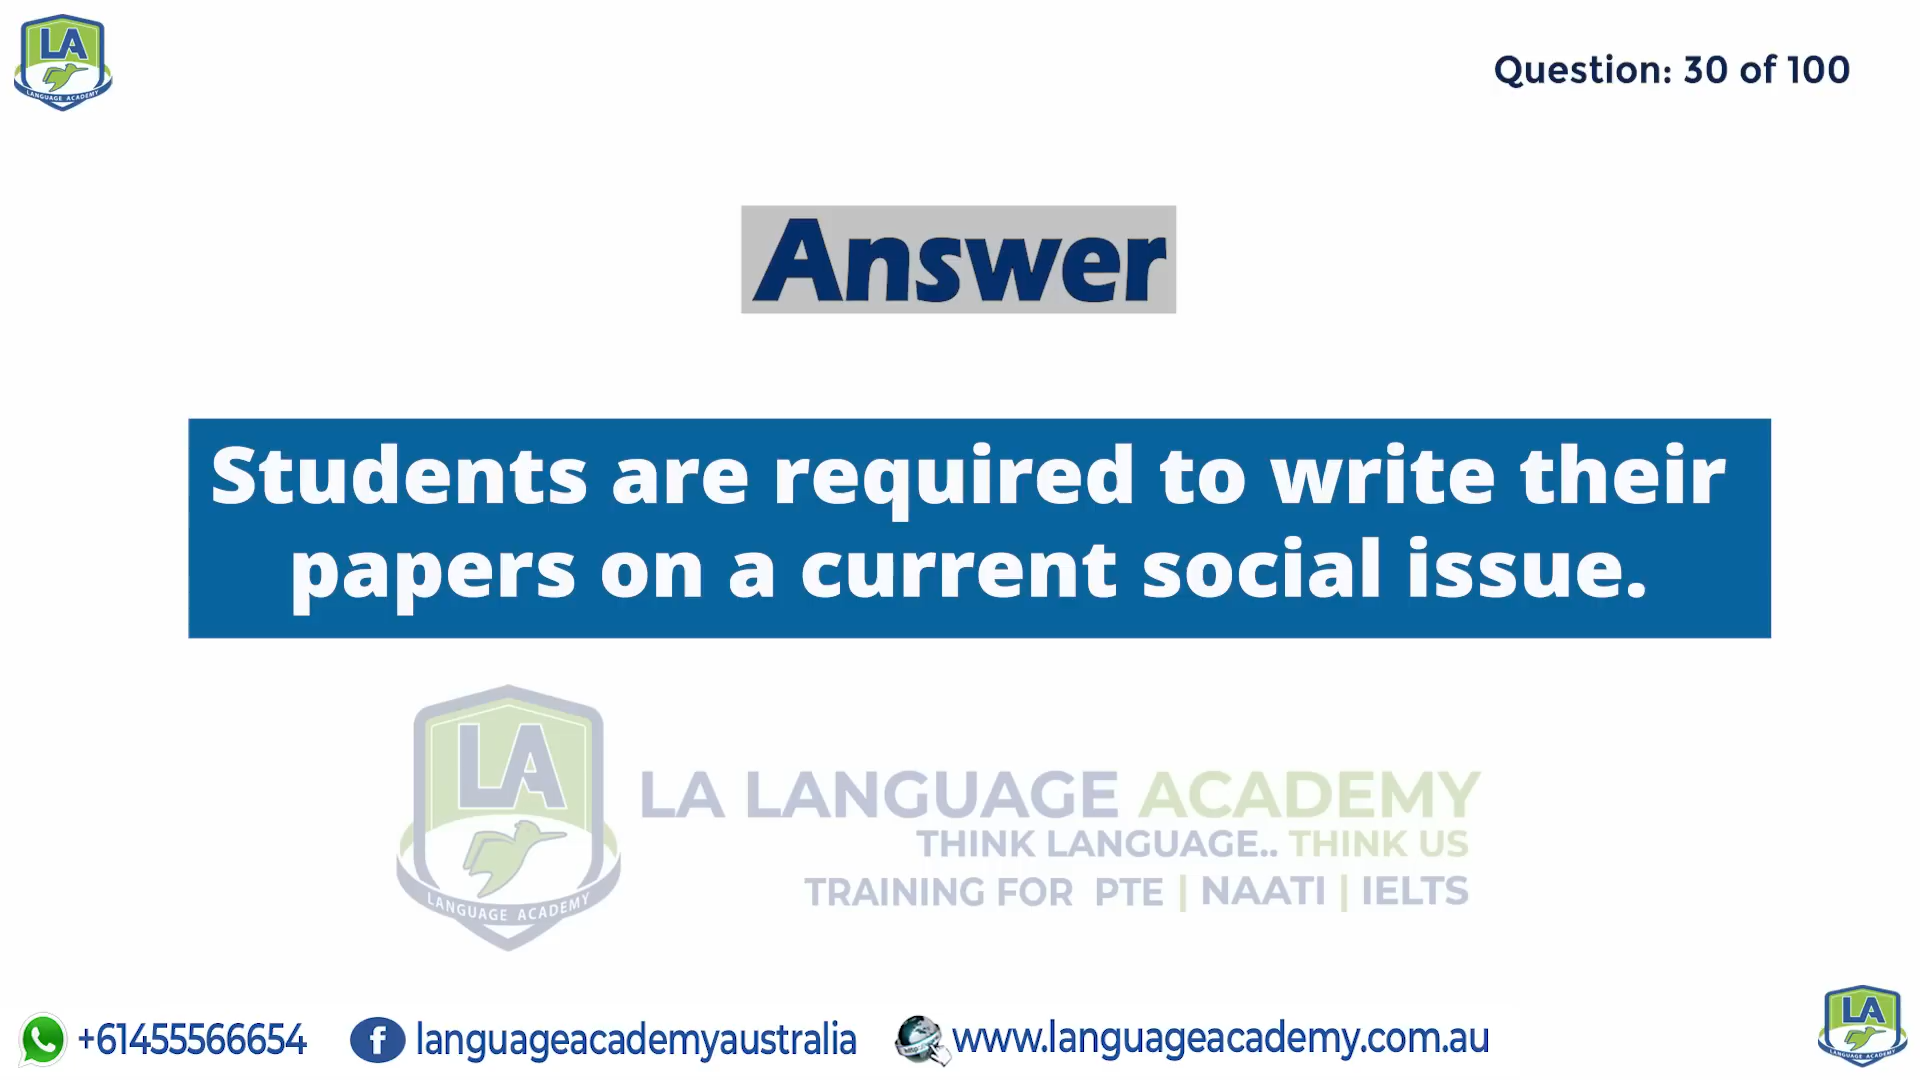 LA
LANGUAGE ACADEMY
Question: 30 of 100
Answer
Students are required to write their
papers on a current social issue.
LA
LANGUAGE ACADEMY
LA LANGUAGE ACADEMY
THINK LANGUAGE.. THINK US
TRAINING FOR PTE | NAATI | IELTS
+61455566654
languageacademyaustralia
www.languageacademy.com.au
LA
LANGUAGE ACADEMY